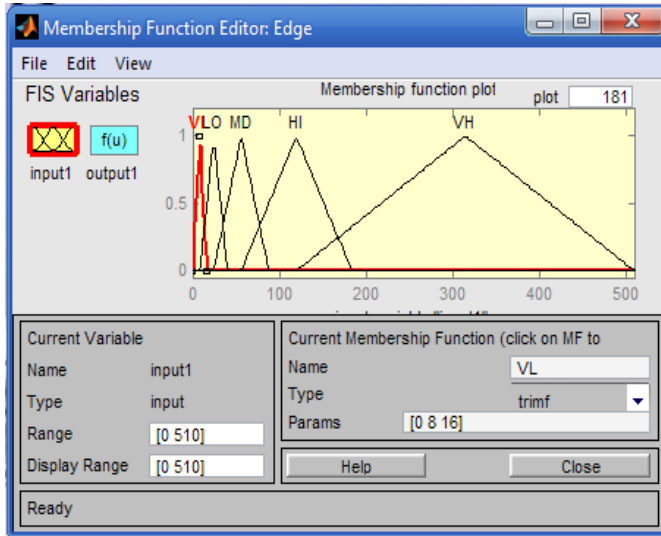 Membership Function Editor: Edge
File Edit View
FIS Variables
Membership function plot
plot 181
VL LO MD HI VH
f(u)
input1 output1
1
0.5
0
0 100 200 300 400 500
Current Variable
Name input1
Type input
Range [0 510]
Display Range [0 510]
Current Membership Function (click on MF to
Name VL
Type trimf
Params [0 8 16]
Help Close
Ready